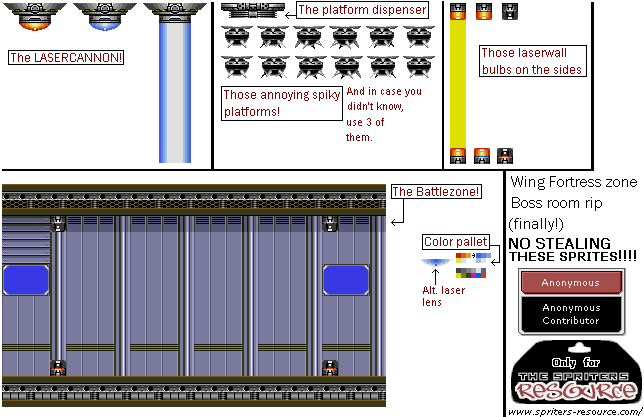 The platform dispenser
The LASERCANNON!
Those laserwall
bulbs on the sides
Those annoying spiky
platforms!
And in case you
didn't know,
use 3 of
them.
The Battlezone!
Wing Fortress zone
Boss room rip
(finally!)
NO STEALING
THESE SPRITES!!!!
Color pallet
Alt. laser
lens
Anonymous
Anonymous
Contributor
Only for
THE SPRITERS
RESOURCE
www.spriters-resource.com/